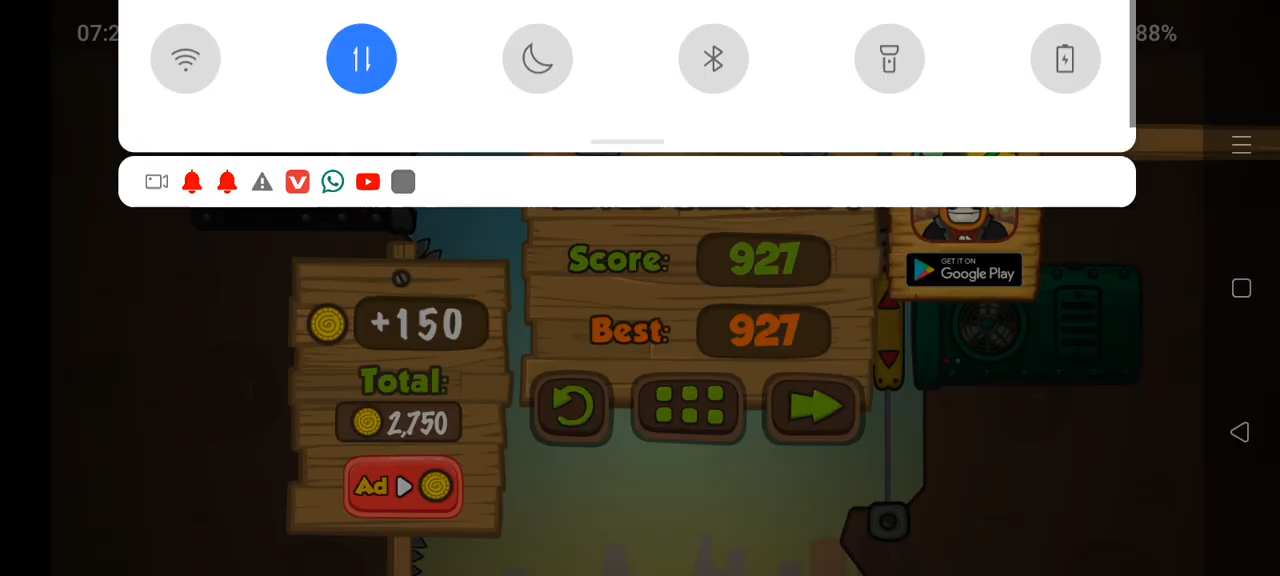 07:2
88%
Score: 927
GET IT ON
Google Play
+150
Best: 927
Total:
2,750
Ad